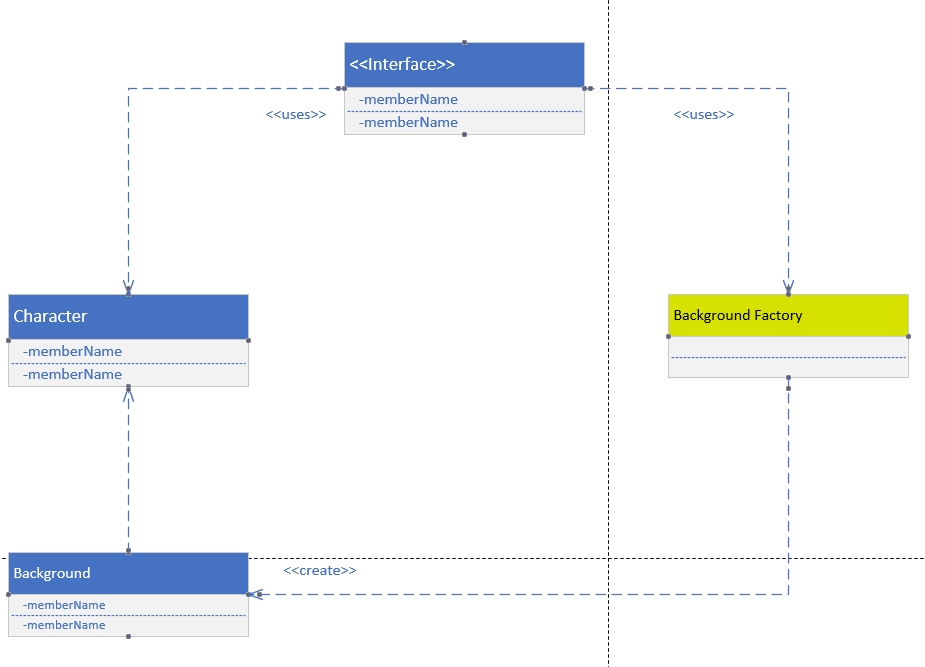 <<Interface>>
-memberName
-memberName
<<uses>>
<<uses>>
Character
-memberName
-memberName
Background Factory
Background
-memberName
-memberName
<<create>>